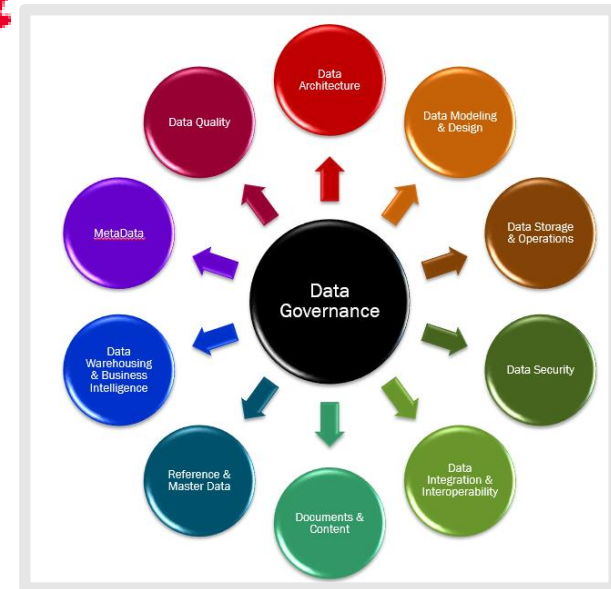 Data
Architecture
Data Modeling
& Design
Data Storage
& Operations
Data Security
Data
Integration &
Interoperability
Documents &
Content
Reference &
Master Data
Data
Warehousing
& Business
Intelligence
MetaData
Data Quality
Data
Governance